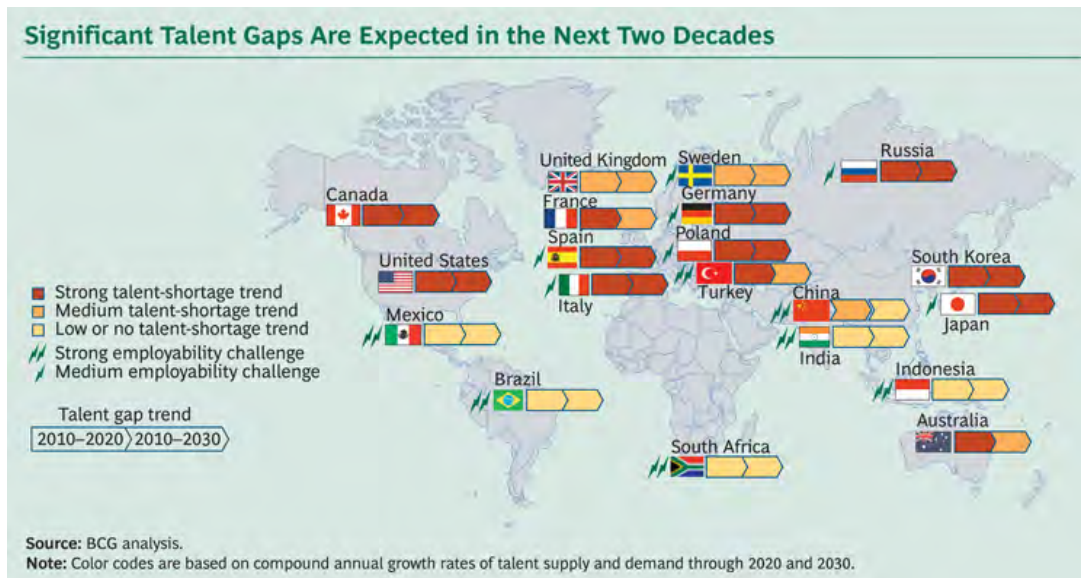 Significant Talent Gaps Are Expected in the Next Two Decades
Russia
United Kingdom
Sweden
Canada
France
Germany
Spain
Poland
United States
South Korea
Italy
Turkey
China
Japan
Mexico
India
Brazil
Indonesia
Australia
South Africa
Strong talent-shortage trend
Medium talent-shortage trend
Low or no talent-shortage trend
Strong employability challenge
Medium employability challenge
Talent gap trend
2010–2020 2010–2030
Source: BCG analysis.
Note: Color codes are based on compound annual growth rates of talent supply and demand through 2020 and 2030.